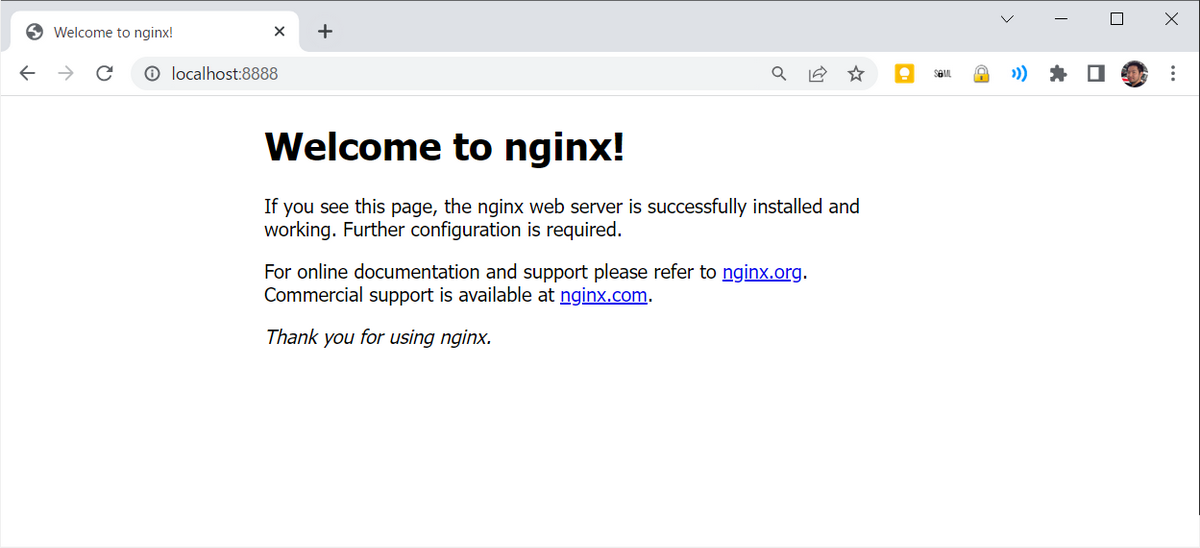 Welcome to nginx!
localhost:8888
SAML
Welcome to nginx!
If you see this page, the nginx web server is successfully installed and
working. Further configuration is required.
For online documentation and support please refer to nginx.org.
Commercial support is available at nginx.com.
Thank you for using nginx.